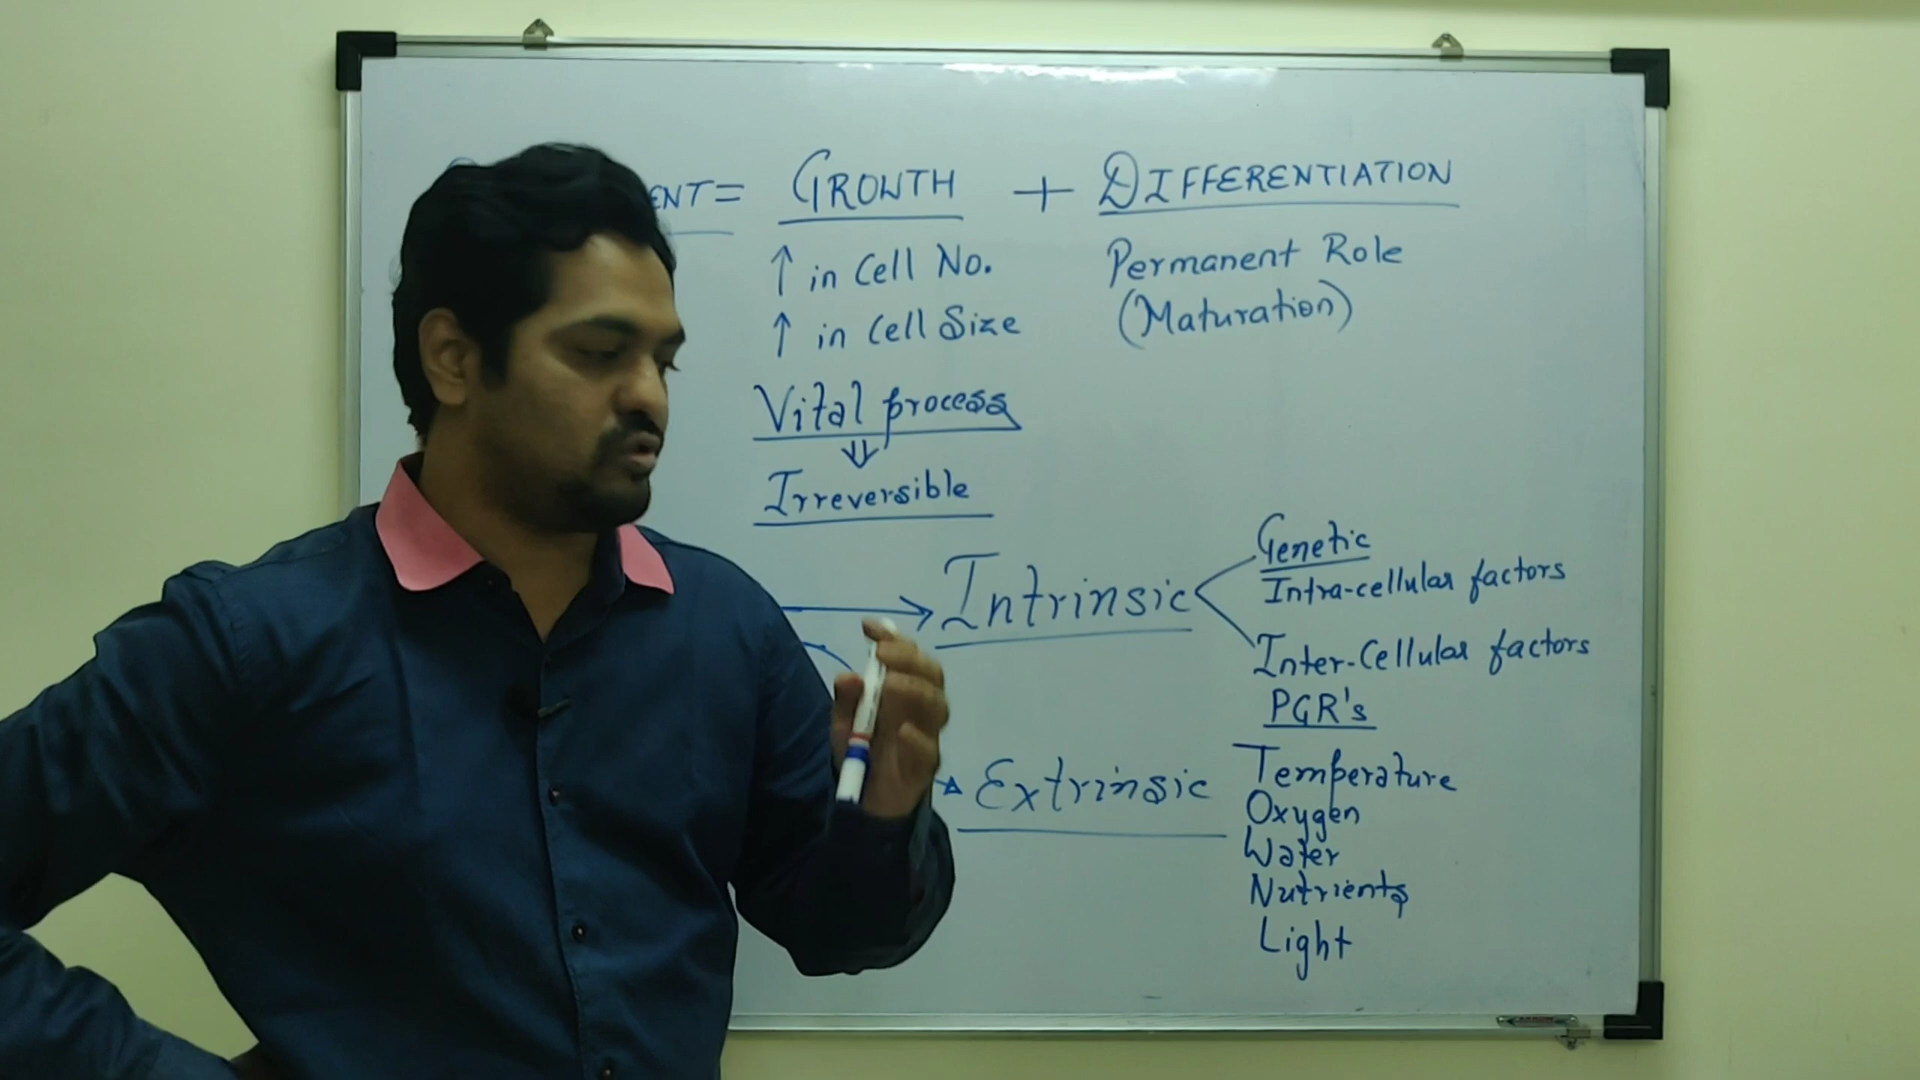 ENT = GROWTH + DIFFERENTIATION
↑ in Cell No.
↑ in Cell Size
Vital process
⇓
Irreversible
Permanent Role
(Maturation)
Intrinsic
Genetic
Intra-cellular factors
Inter-Cellular factors
PGR's
Extrinsic
Temperature
Oxygen
Water
Nutrients
Light